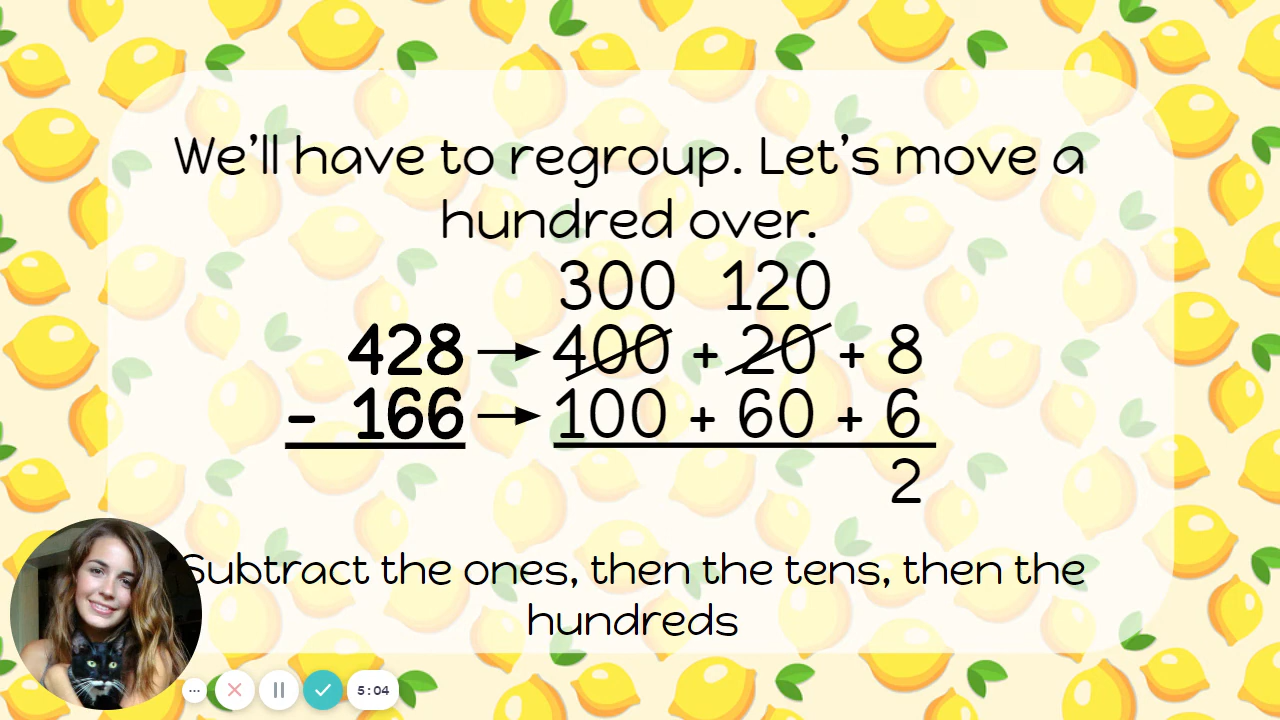 We'll have to regroup. Let's move a
hundred over.
300 120
428 → 400 + 20 + 8
- 166 → 100 + 60 + 6
2
Subtract the ones, then the tens, then the
hundreds
5:04